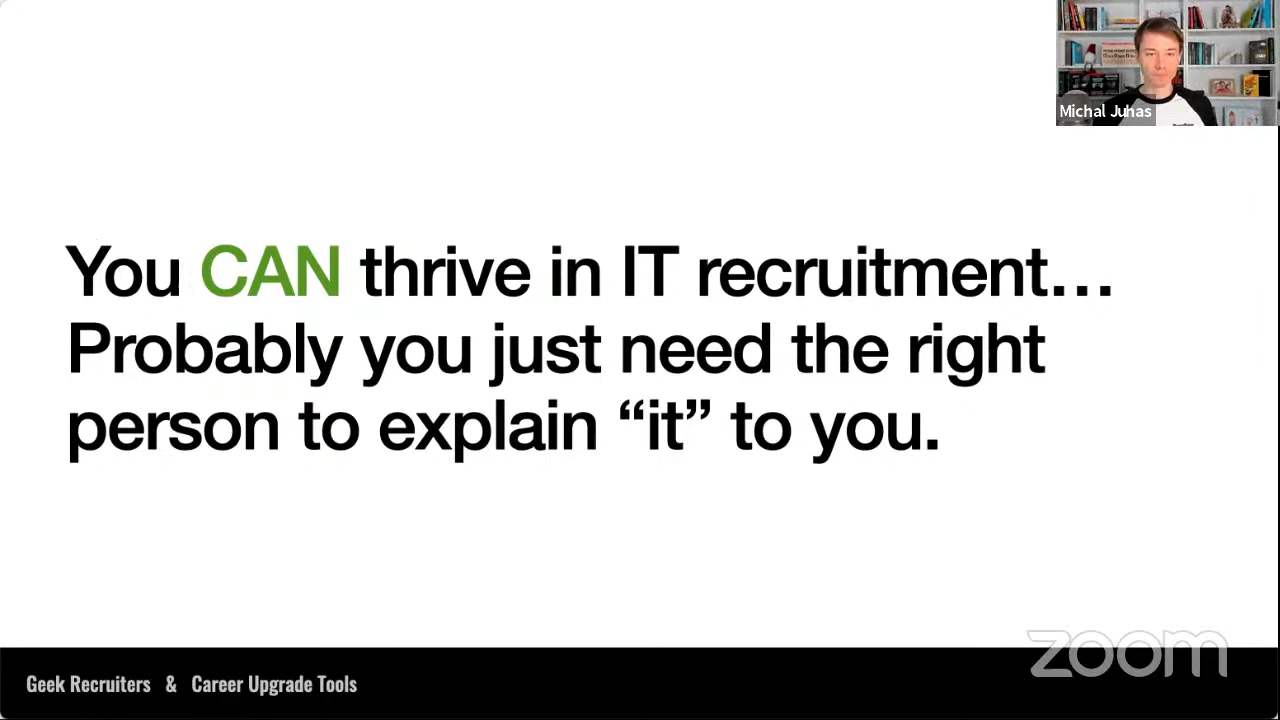 Michal Juhas
You CAN thrive in IT recruitment…
Probably you just need the right
person to explain “it” to you.
zoom
Geek Recruiters & Career Upgrade Tools